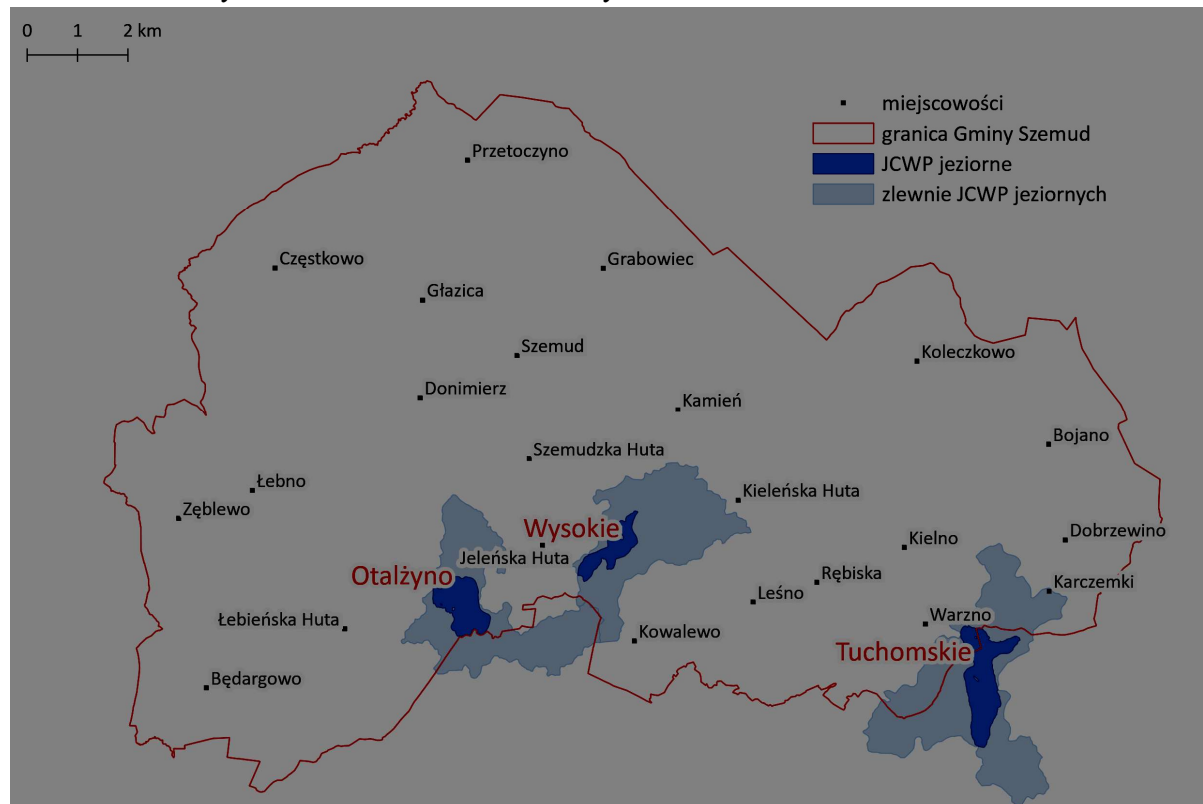 0 1 2 km
miejscowości
granica Gminy Szemud
JCWP jeziorne
zlewnie JCWP jeziornych
Przetoczyno
Częstkowo
Grabowiec
Głazica
Szemud
Koleczkowo
Donimierz
Kamień
Bojano
Szemudzka Huta
Łebno
Kieleńska Huta
Zęblewo
Wysokie
Dobrzewino
Kielno
Jeleńska Huta
Otalżyno
Rębiska
Karczemki
Leśno
Łebieńska Huta
Warzno
Kowalewo
Tuchomskie
Będargowo